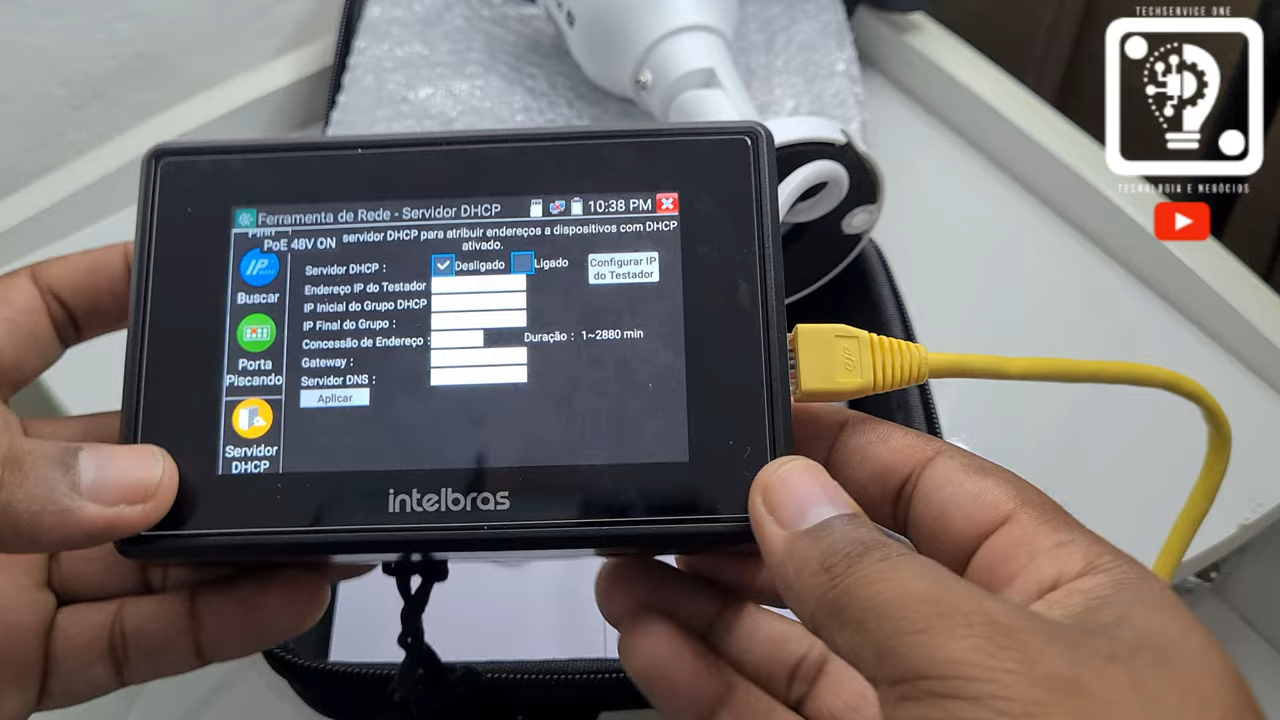 TECHSERVICE ONE
TECNOLOGIA E NEGÓCIOS
Ferramenta de Rede - Servidor DHCP
10:38 PM
PoE 48V ON
servidor DHCP para atribuir endereços a dispositivos com DHCP
ativado.
IP
Buscar
Porta
Piscando
Servidor
DHCP
Servidor DHCP :
Desligado
Ligado
Configurar IP
do Testador
Endereço IP do Testador
IP Inicial do Grupo DHCP
IP Final do Grupo :
Concessão de Endereço :
Duração : 1~2880 min
Gateway :
Servidor DNS :
Aplicar
intelbras